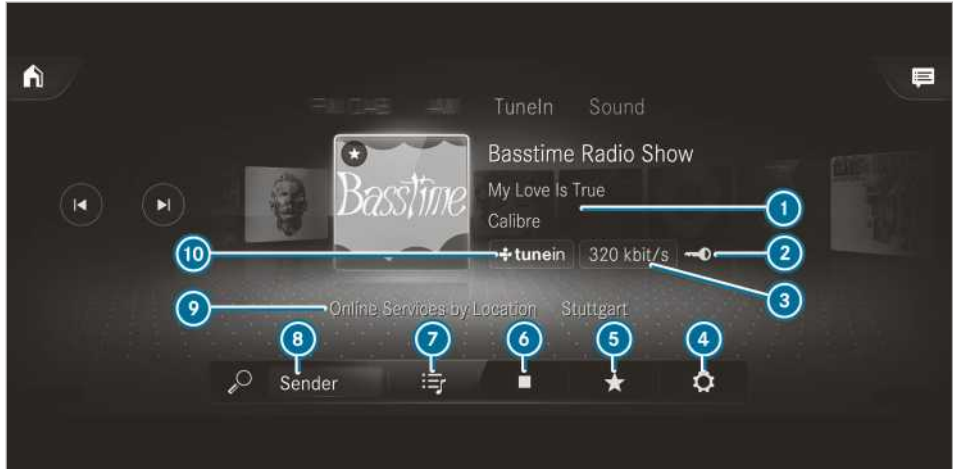 TuneIn Sound
Basstime
Basstime Radio Show
My Love Is True
Calibre
1
10 tunein 320 kbit/s 2
3
9 Online Services by Location Stuttgart
8 7 6 5 4
Sender